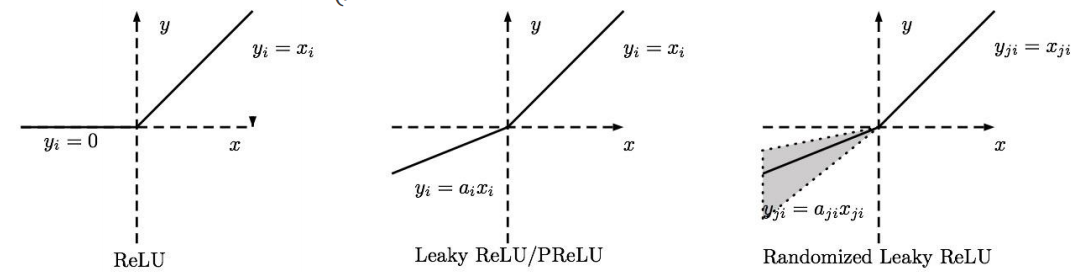 y
y_i = x_i
y_i = 0
x
ReLU
y
y_i = x_i
x
y_i = a_i x_i
Leaky ReLU/PReLU
y
y_{ji} = x_{ji}
x
y_{ji} = a_{ji} x_{ji}
Randomized Leaky ReLU